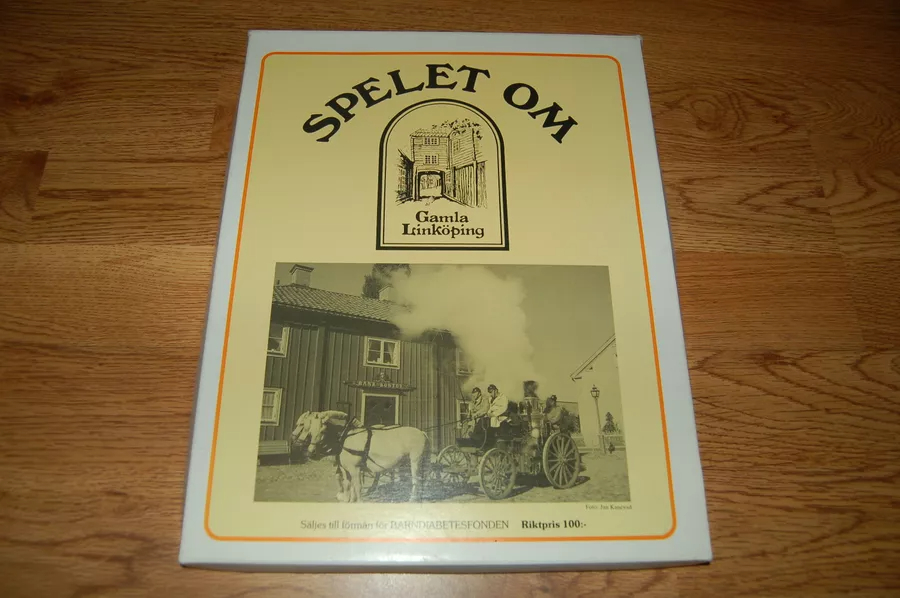 SPELET OM
Gamla
Linköping
Säljes till förmån för BARNDIABETESFONDEN Riktpris 100:-